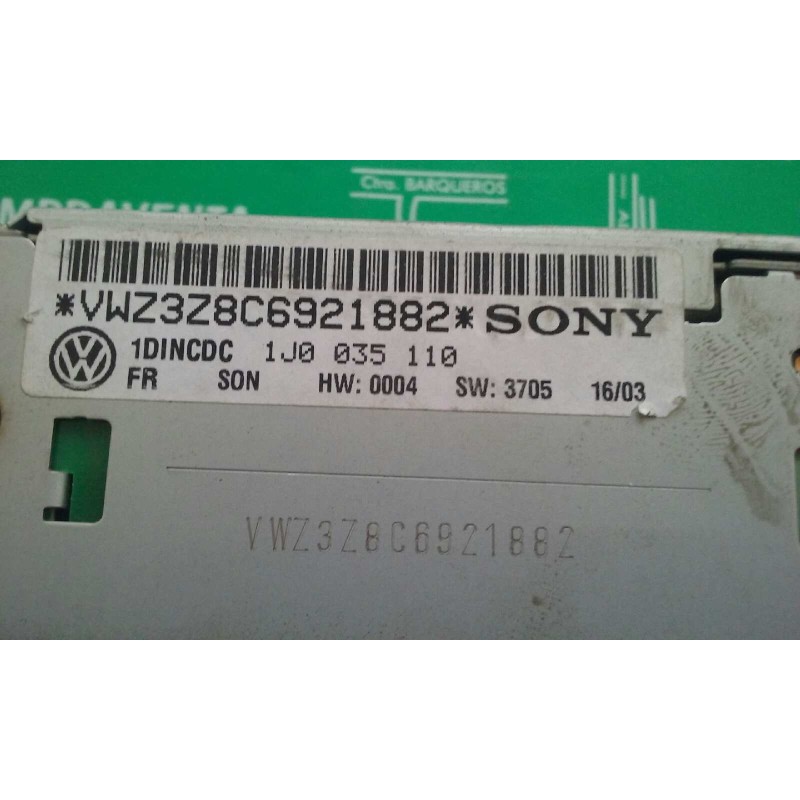 Ctra. BARQUEROS
*VWZ3Z8C6921882* SONY
1DINCDC 1J0 035 110
FR SON HW: 0004 SW: 3705 16/03
VWZ3Z8C6921882